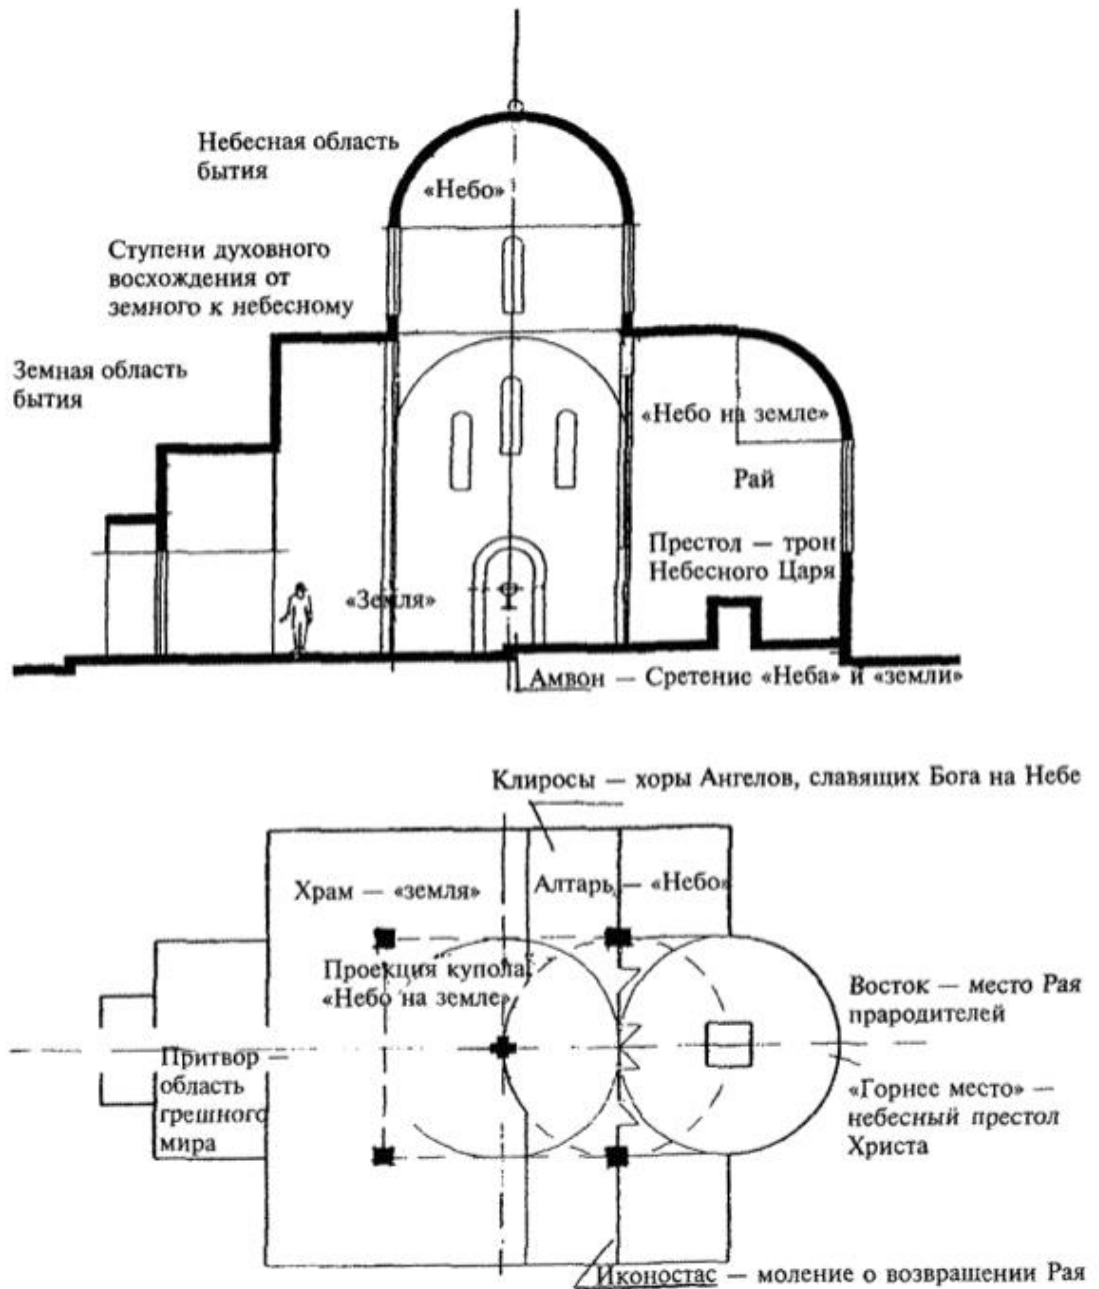 Небесная область
бытия
«Небо»
Ступени духовного
восхождения от
земного к небесному
Земная область
бытия
«Небо на земле»
Рай
Престол — трон
Небесного Царя
«Земля»
Амвон — Сретение «Неба» и «земли»
Клиросы — хоры Ангелов, славящих Бога на Небе
Храм — «земля»
Алтарь — «Небо»
Проекция купола
«Небо на земле»
Восток — место Рая
прародителей
Притвор —
область
грешного
мира
«Горнее место» —
небесный престол
Христа
Иконостас — моление о возвращении Рая